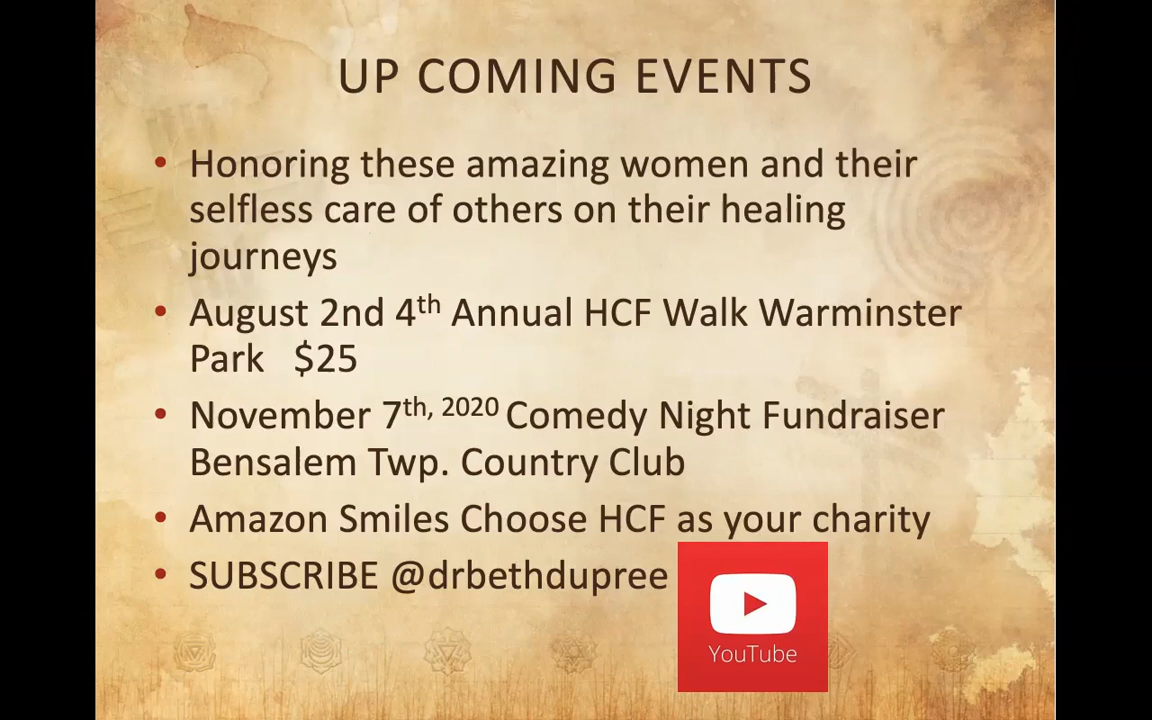 UP COMING EVENTS
• Honoring these amazing women and their
selfless care of others on their healing
journeys
• August 2nd 4th Annual HCF Walk Warminster
Park $25
• November 7th, 2020 Comedy Night Fundraiser
Bensalem Twp. Country Club
• Amazon Smiles Choose HCF as your charity
• SUBSCRIBE @drbethdupree
YouTube